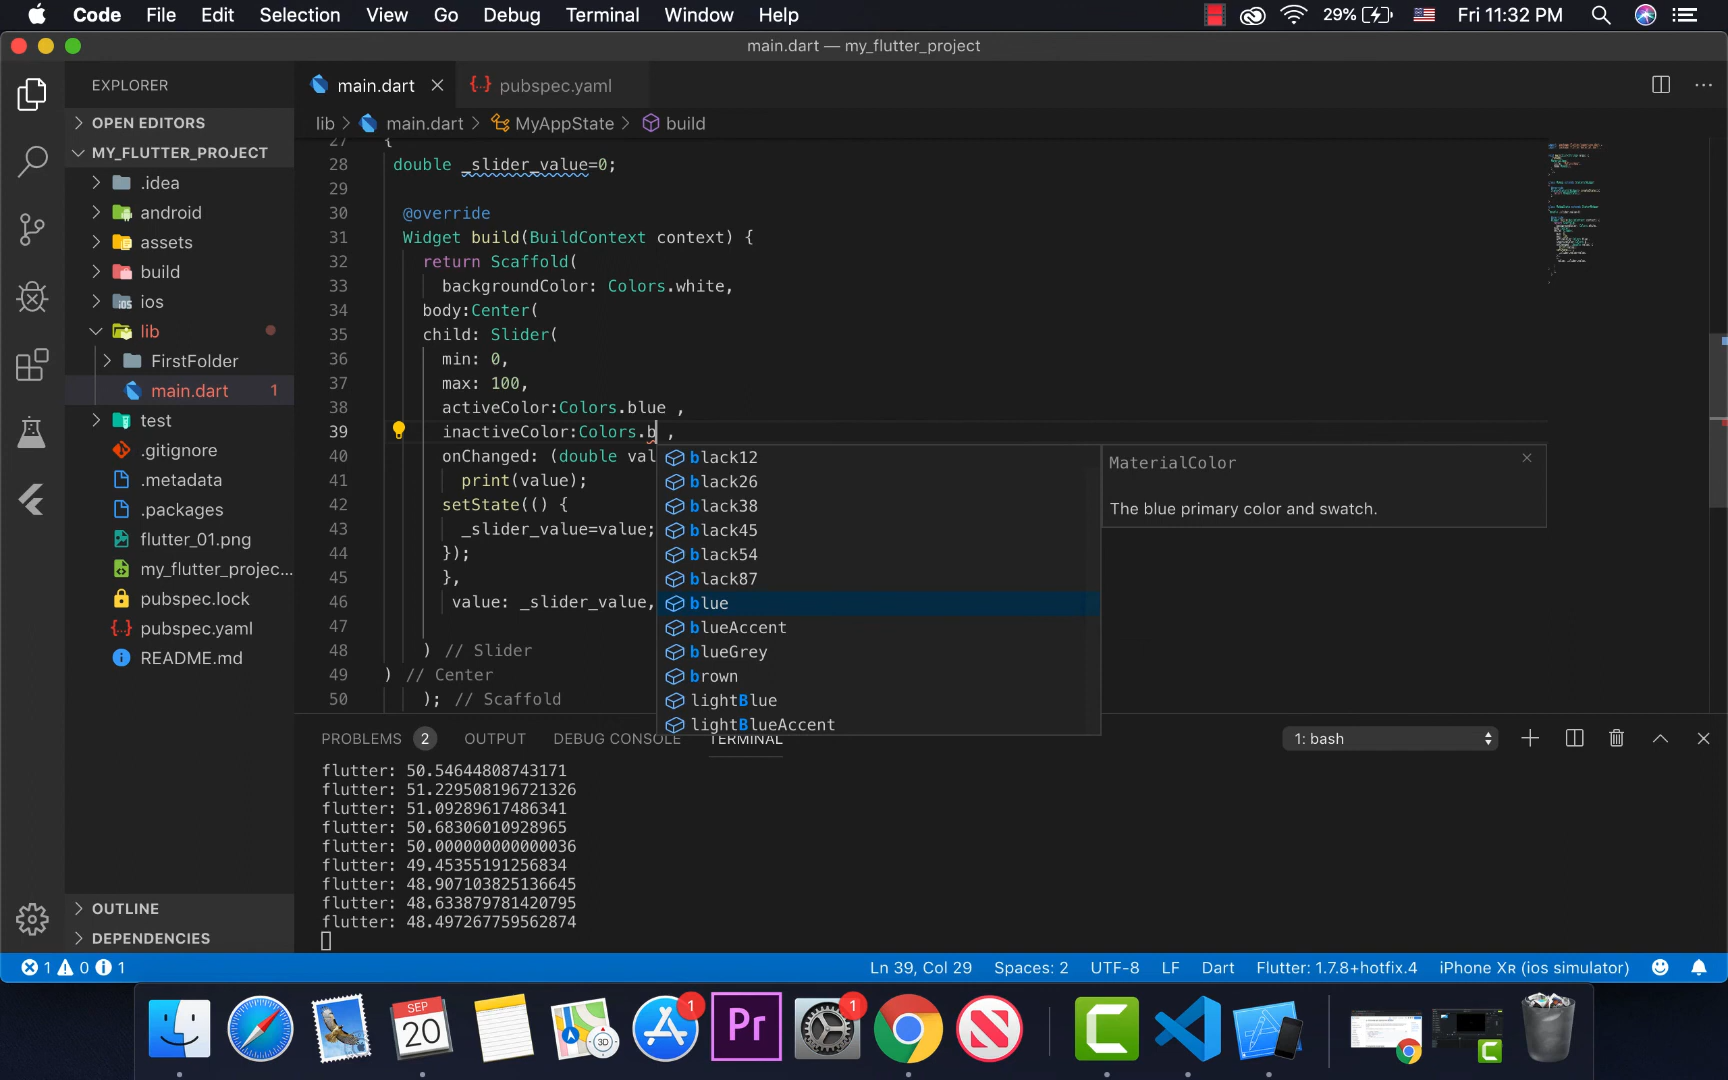 Code File Edit Selection View Go Debug Terminal Window Help 29% Fri 11:32 PM
main.dart — my_flutter_project
EXPLORER
main.dart
{..} pubspec.yaml
lib > main.dart > MyAppState > build
OPEN EDITORS
MY_FLUTTER_PROJECT
.idea
android
assets
build
ios
lib
FirstFolder
main.dart 1
test
.gitignore
.metadata
.packages
flutter_01.png
my_flutter_projec...
pubspec.lock
{..} pubspec.yaml
README.md
OUTLINE
DEPENDENCIES
27 {
28 double _slider_value=0;
29
30 @override
31 Widget build(BuildContext context) {
32 return Scaffold(
33 backgroundColor: Colors.white,
34 body:Center(
35 child: Slider(
36 min: 0,
37 max: 100,
38 activeColor:Colors.blue ,
39 inactiveColor:Colors.b ,
40 onChanged: (double val
41 print(value);
42 setState(() {
43 _slider_value=value;
44 });
45 },
46 value: _slider_value,
47
48 ) // Slider
49 ) // Center
50 ); // Scaffold
black12
black26
black38
black45
black54
black87
blue
blueAccent
blueGrey
brown
lightBlue
lightBlueAccent
MaterialColor
The blue primary color and swatch.
PROBLEMS 2 OUTPUT DEBUG CONSOLE TERMINAL 1: bash
flutter: 50.54644808743171
flutter: 51.229508196721326
flutter: 51.09289617486341
flutter: 50.68306010928965
flutter: 50.000000000000036
flutter: 49.45355191256834
flutter: 48.907103825136645
flutter: 48.633879781420795
flutter: 48.497267759562874
1 0 1 Ln 39, Col 29 Spaces: 2 UTF-8 LF Dart Flutter: 1.7.8+hotfix.4 iPhone Xʀ (ios simulator)
SEP
20
3D
1
Pr
1